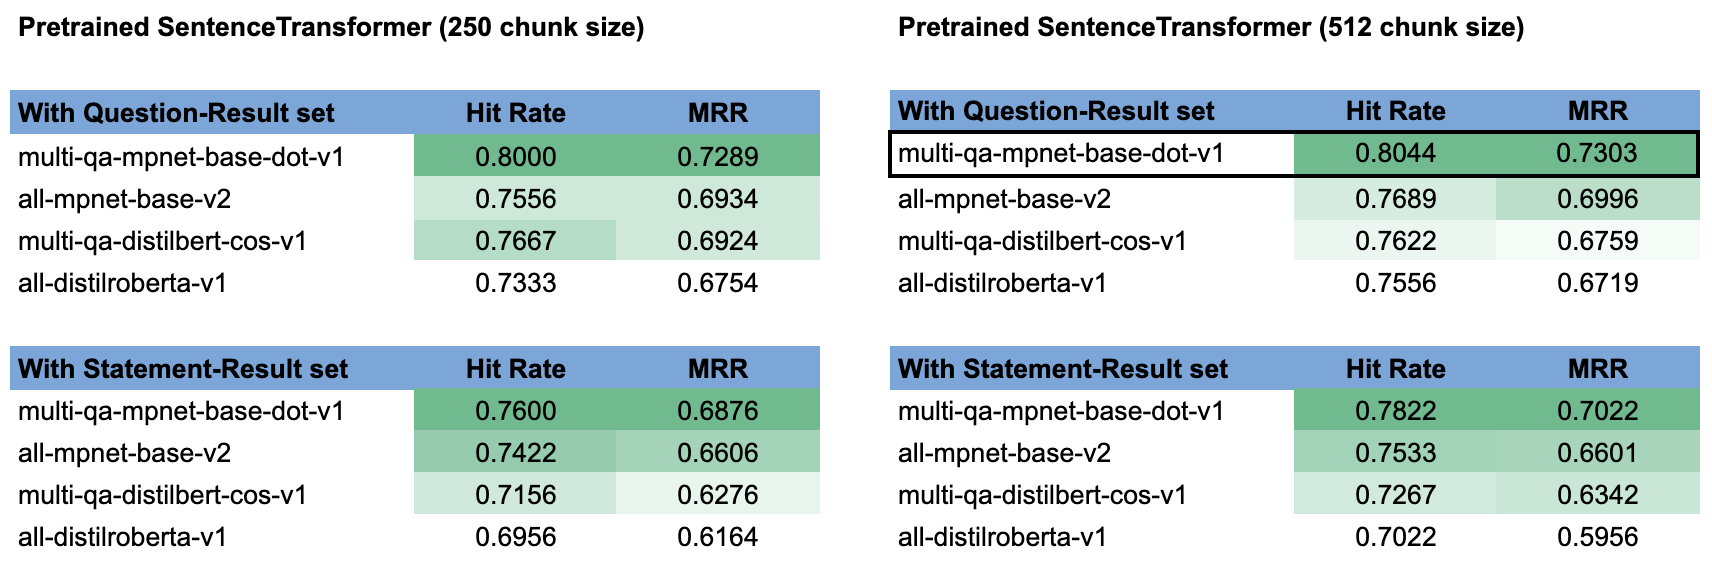 Pretrained SentenceTransformer (250 chunk size)
With Question-Result set Hit Rate MRR
multi-qa-mpnet-base-dot-v1 0.8000 0.7289
all-mpnet-base-v2 0.7556 0.6934
multi-qa-distilbert-cos-v1 0.7667 0.6924
all-distilroberta-v1 0.7333 0.6754
With Statement-Result set Hit Rate MRR
multi-qa-mpnet-base-dot-v1 0.7600 0.6876
all-mpnet-base-v2 0.7422 0.6606
multi-qa-distilbert-cos-v1 0.7156 0.6276
all-distilroberta-v1 0.6956 0.6164
Pretrained SentenceTransformer (512 chunk size)
With Question-Result set Hit Rate MRR
multi-qa-mpnet-base-dot-v1 0.8044 0.7303
all-mpnet-base-v2 0.7689 0.6996
multi-qa-distilbert-cos-v1 0.7622 0.6759
all-distilroberta-v1 0.7556 0.6719
With Statement-Result set Hit Rate MRR
multi-qa-mpnet-base-dot-v1 0.7822 0.7022
all-mpnet-base-v2 0.7533 0.6601
multi-qa-distilbert-cos-v1 0.7267 0.6342
all-distilroberta-v1 0.7022 0.5956